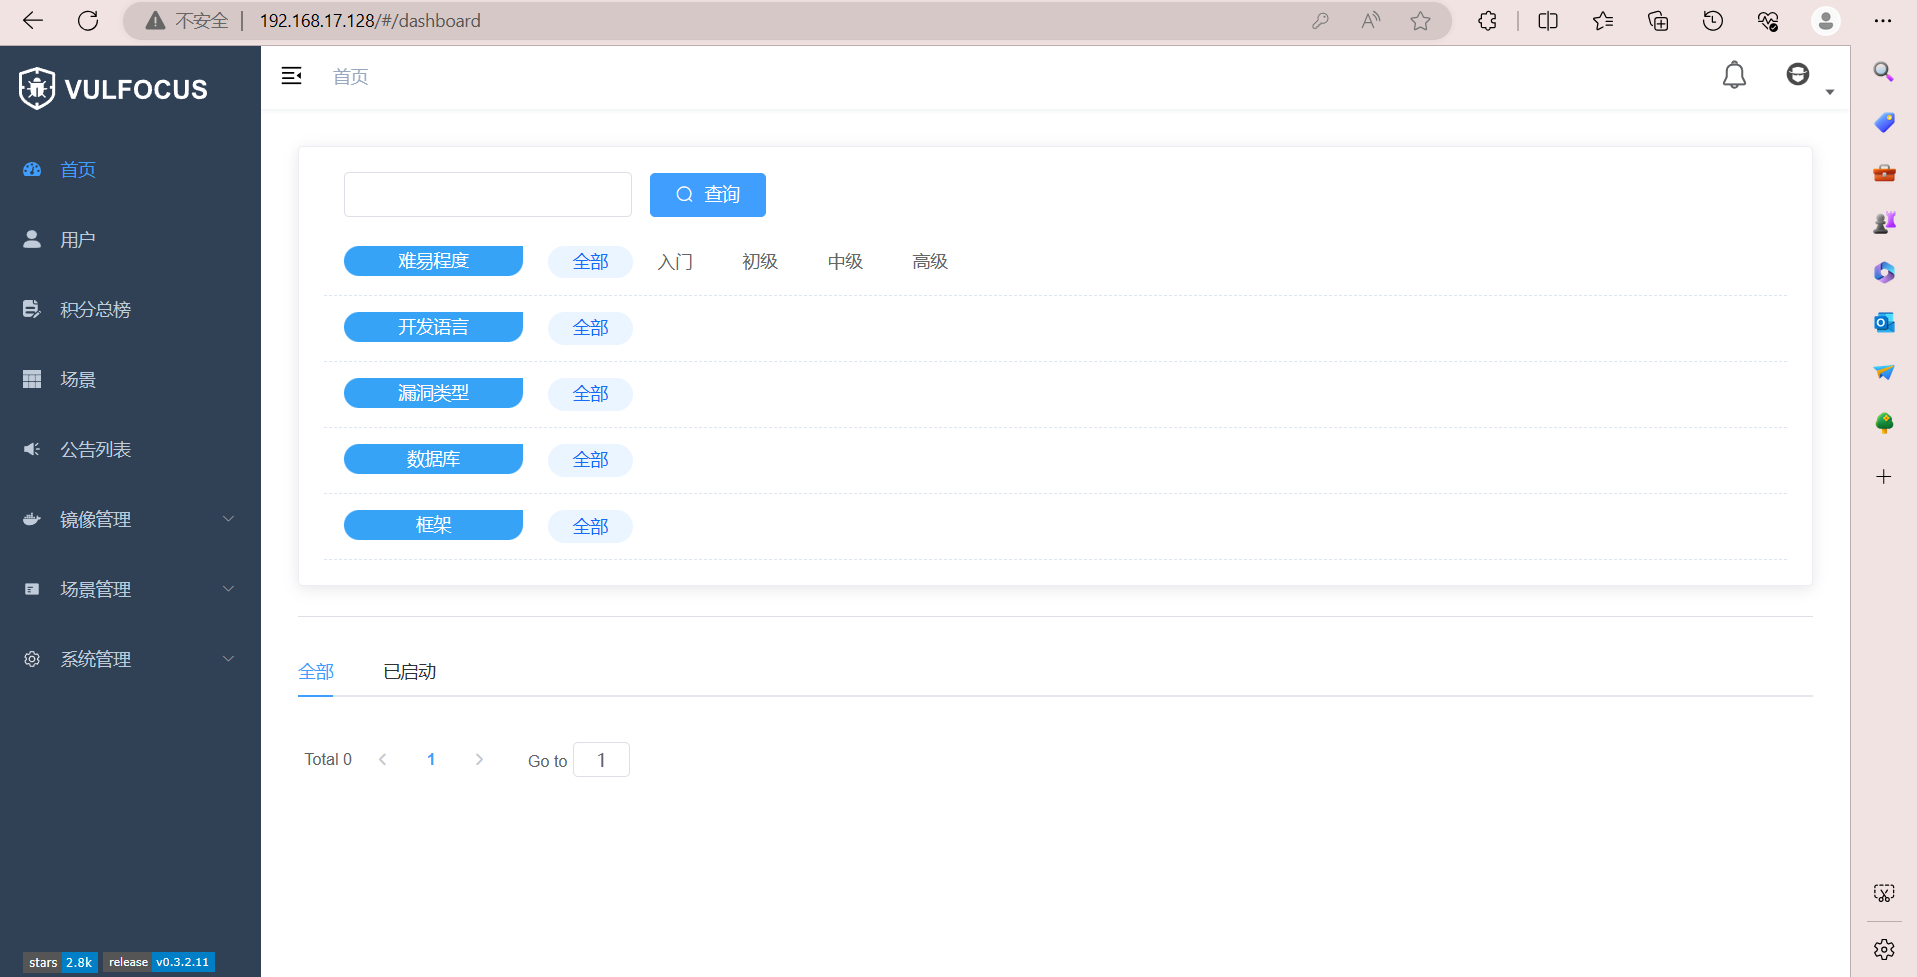 不安全 192.168.17.128/#/dashboard
VULFOCUS
首页
用户
积分总榜
场景
公告列表
镜像管理
场景管理
系统管理
stars 2.8k release v0.3.2.11
首页
查询
难易程度 全部 入门 初级 中级 高级
开发语言 全部
漏洞类型 全部
数据库 全部
框架 全部
全部 已启动
Total 0 1 Go to 1